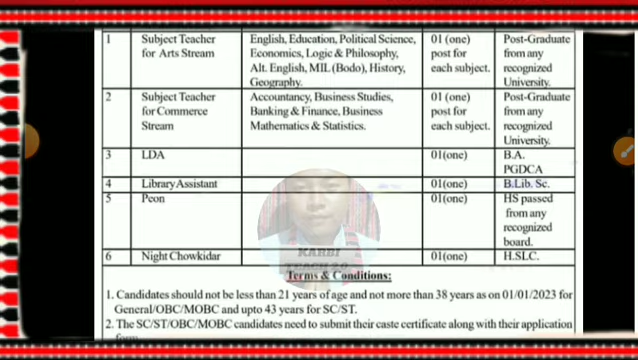 1 Subject Teacher English, Education, Political Science, 01 (one) Post-Graduate
for Arts Stream Economics, Logic & Philosophy, post for from any
Alt. English, MIL (Bodo), History, each subject. recognized
Geography. University.
2 Subject Teacher Accountancy, Business Studies, 01 (one) Post-Graduate
for Commerce Banking & Finance, Business post for from any
Stream Mathematics & Statistics. each subject. recognized
University.
3 LDA 01(one) B.A.
PGDCA
4 Library Assistant 01(one) B.Lib. Sc.
5 Peon 01(one) HS passed
from any
recognized
board.
6 Night Chowkidar 01(one) H.SLC.
KARBI
TEACH
Terms & Conditions:
1. Candidates should not be less than 21 years of age and not more than 38 years as on 01/01/2023 for
General/OBC/MOBC and upto 43 years for SC/ST.
2. The SC/ST/OBC/MOBC candidates need to submit their caste certificate along with their application
form